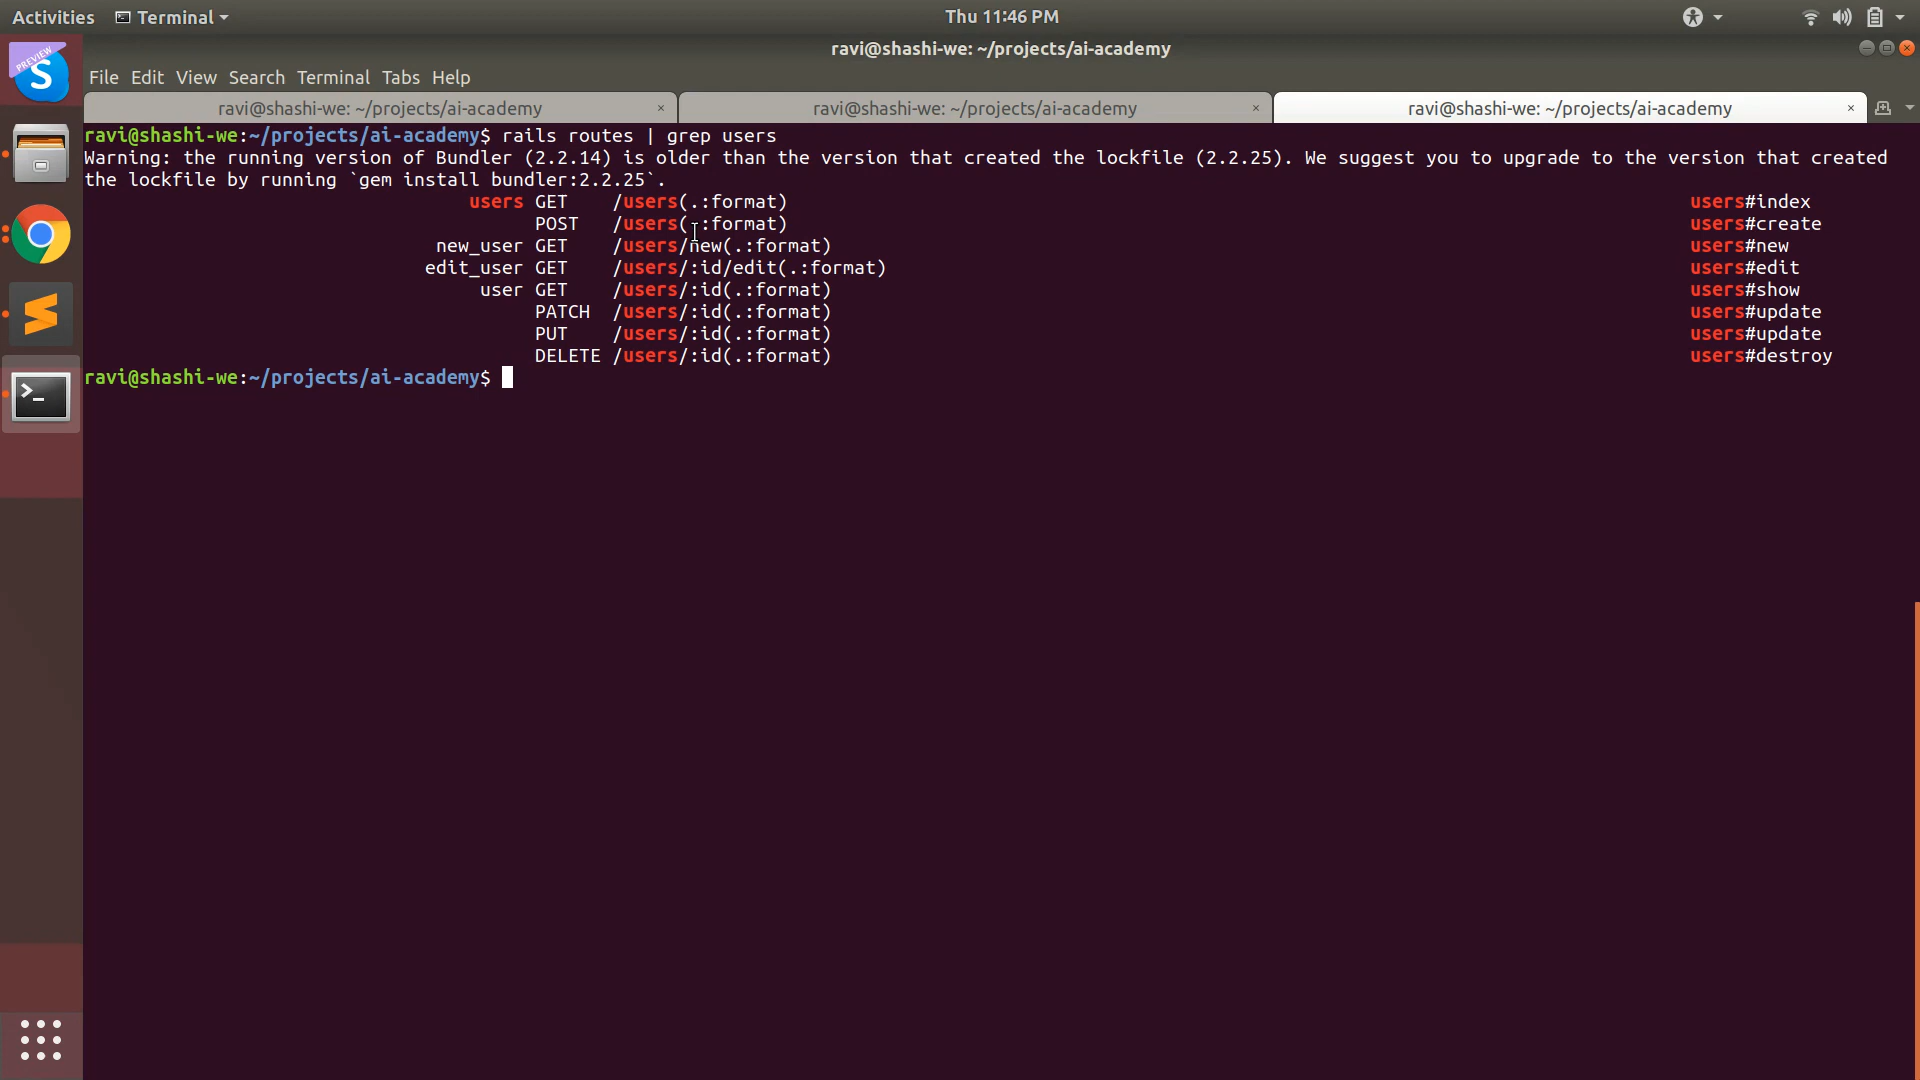 Activities Terminal Thu 11:46 PM
ravi@shashi-we: ~/projects/ai-academy
PREVIEW
S
File Edit View Search Terminal Tabs Help
ravi@shashi-we: ~/projects/ai-academy × ravi@shashi-we: ~/projects/ai-academy × ravi@shashi-we: ~/projects/ai-academy ×
ravi@shashi-we:~/projects/ai-academy$ rails routes | grep users
Warning: the running version of Bundler (2.2.14) is older than the version that created the lockfile (2.2.25). We suggest you to upgrade to the version that created
the lockfile by running `gem install bundler:2.2.25`.
users GET /users(.:format) users#index
POST /users(.:format) users#create
new_user GET /users/new(.:format) users#new
edit_user GET /users/:id/edit(.:format) users#edit
user GET /users/:id(.:format) users#show
PATCH /users/:id(.:format) users#update
PUT /users/:id(.:format) users#update
DELETE /users/:id(.:format) users#destroy
ravi@shashi-we:~/projects/ai-academy$